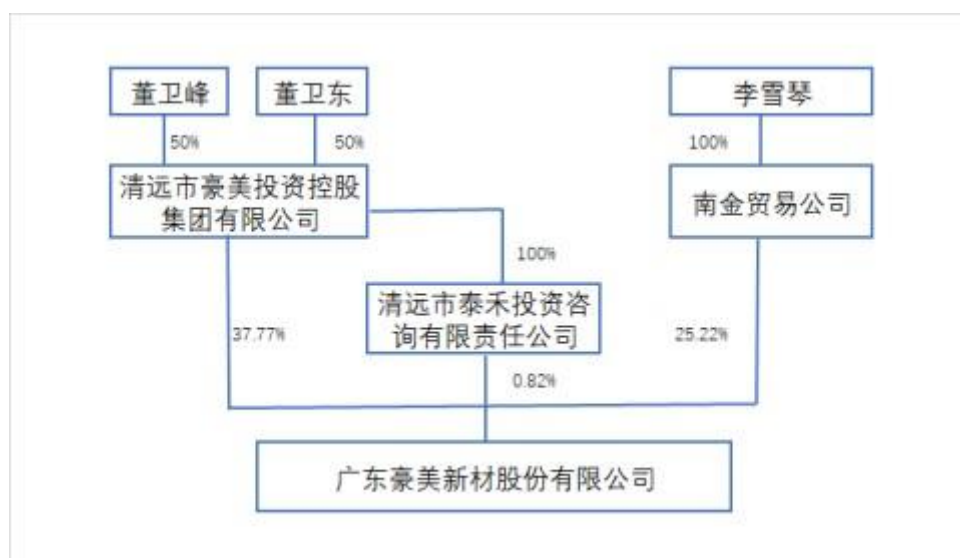 董卫峰
董卫东
李雪琴
50%
50%
100%
清远市豪美投资控股
集团有限公司
南金贸易公司
100%
清远市泰禾投资咨
询有限责任公司
37.77%
25.22%
0.82%
广东豪美新材股份有限公司